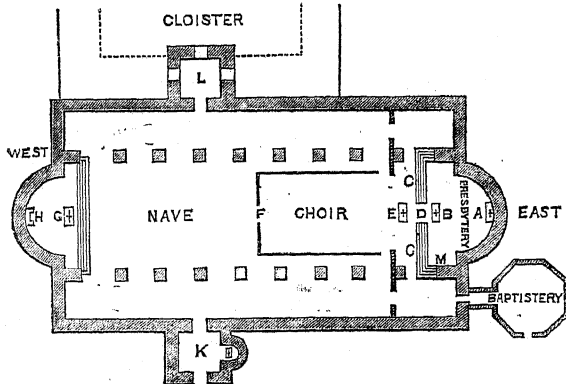 CLOISTER
L
WEST
C
H G NAVE F CHOIR E D B PRESBYTERY A EAST
C
M
BAPTISTERY
K